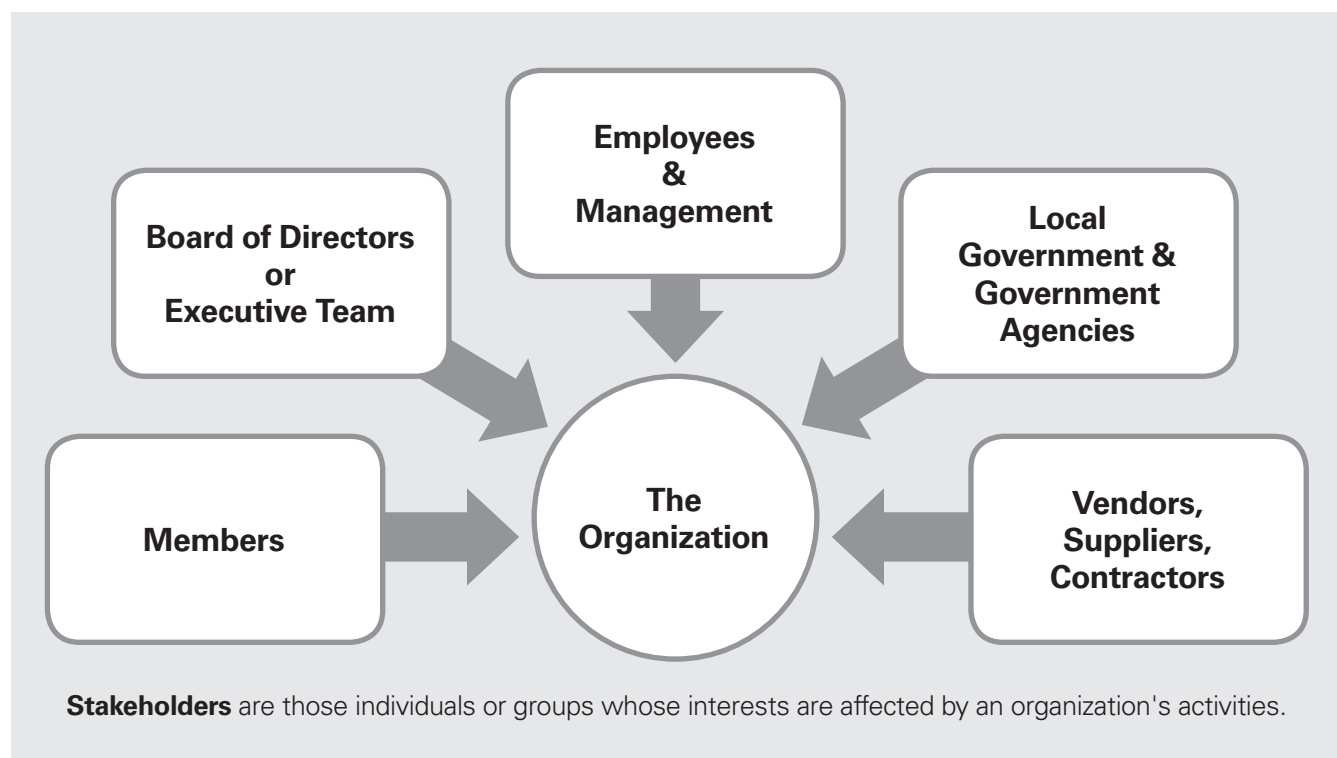 Employees
&
Management
Board of Directors
or
Executive Team
Local
Government &
Government
Agencies
Members
The
Organization
Vendors,
Suppliers,
Contractors
Stakeholders are those individuals or groups whose interests are affected by an organization's activities.